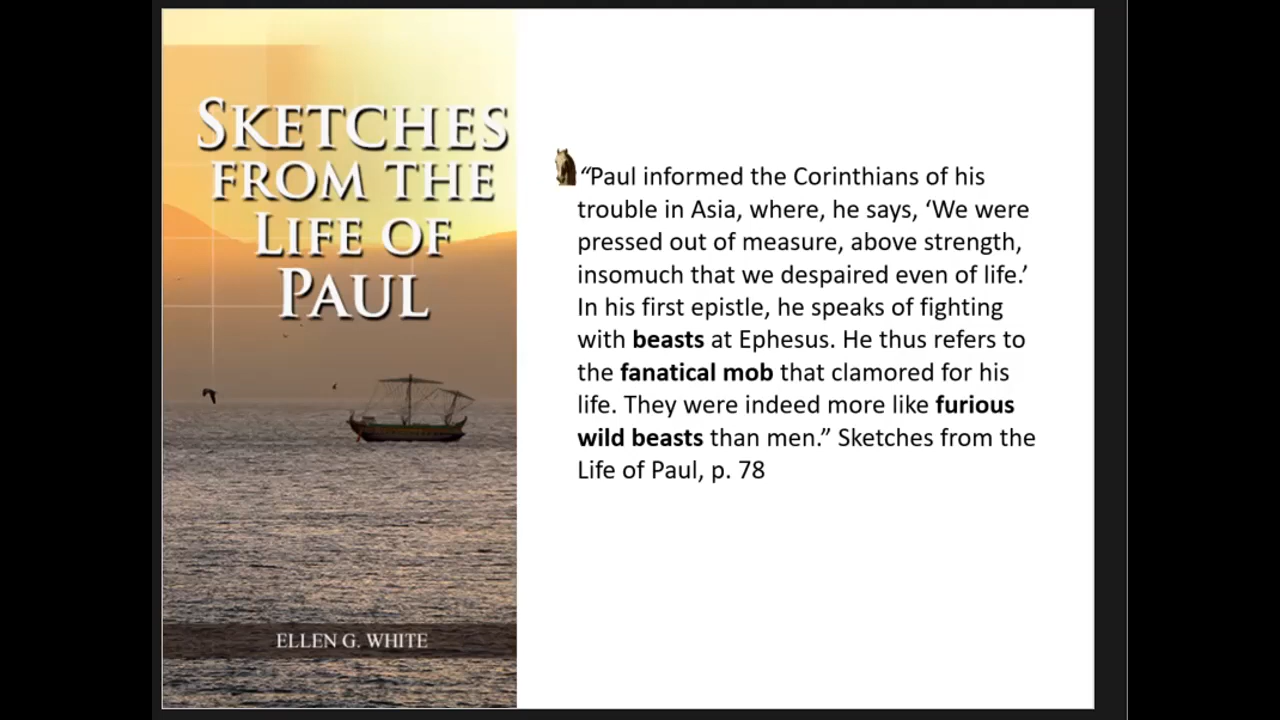 SKETCHES
FROM THE
LIFE OF
PAUL
ELLEN G. WHITE
“Paul informed the Corinthians of his
trouble in Asia, where, he says, ‘We were
pressed out of measure, above strength,
insomuch that we despaired even of life.’
In his first epistle, he speaks of fighting
with beasts at Ephesus. He thus refers to
the fanatical mob that clamored for his
life. They were indeed more like furious
wild beasts than men.” Sketches from the
Life of Paul, p. 78